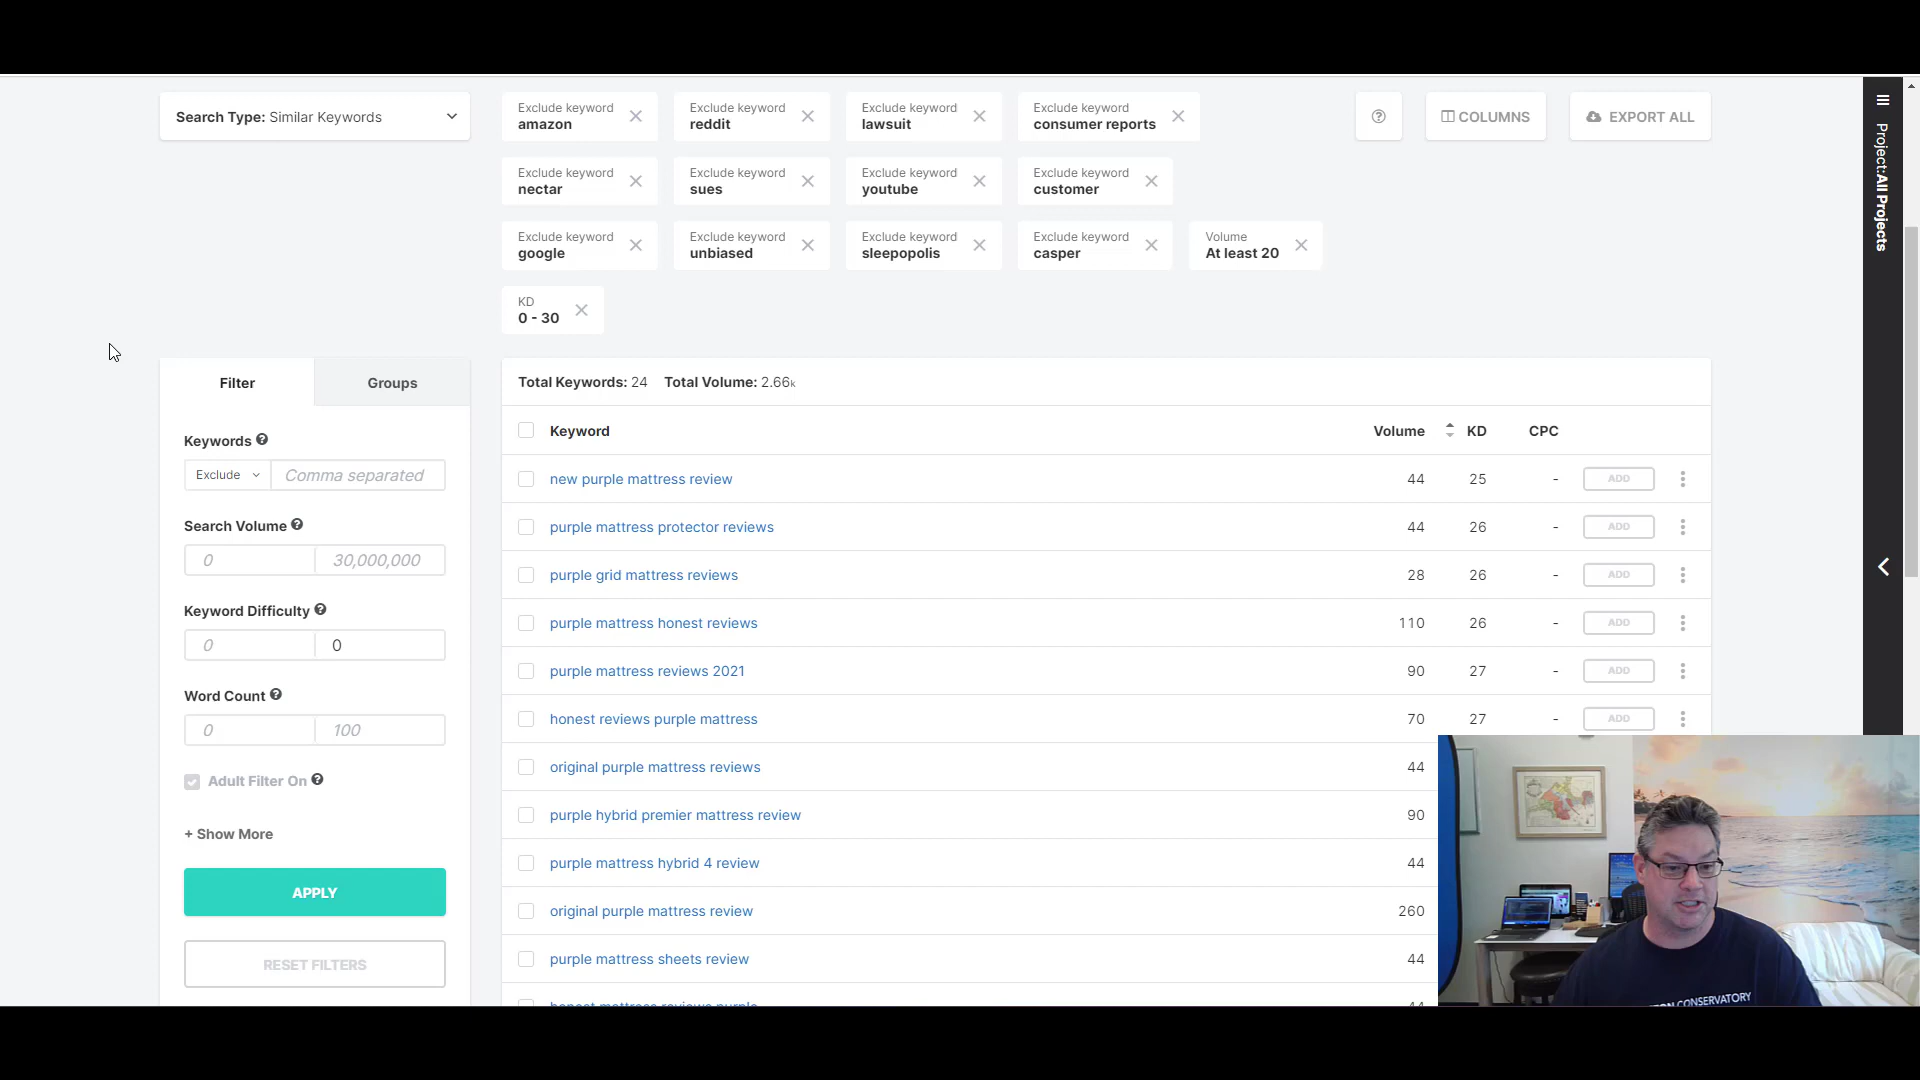 Search Type: Similar Keywords
Exclude keyword
amazon
Exclude keyword
reddit
Exclude keyword
lawsuit
Exclude keyword
consumer reports
COLUMNS
EXPORT ALL
Exclude keyword
nectar
Exclude keyword
sues
Exclude keyword
youtube
Exclude keyword
customer
Exclude keyword
google
Exclude keyword
unbiased
Exclude keyword
sleepopolis
Exclude keyword
casper
Volume
At least 20
KD
0 - 30
Project: All Projects
Filter
Groups
Keywords ?
Exclude
Comma separated
Search Volume ?
0
30,000,000
Keyword Difficulty ?
0
0
Word Count ?
0
100
Adult Filter On ?
+ Show More
APPLY
RESET FILTERS
Total Keywords: 24 Total Volume: 2.66k
Keyword Volume KD CPC
new purple mattress review 44 25 - ADD
purple mattress protector reviews 44 26 - ADD
purple grid mattress reviews 28 26 - ADD
purple mattress honest reviews 110 26 - ADD
purple mattress reviews 2021 90 27 - ADD
honest reviews purple mattress 70 27 - ADD
original purple mattress reviews 44
purple hybrid premier mattress review 90
purple mattress hybrid 4 review 44
original purple mattress review 260
purple mattress sheets review 44
honest mattress reviews purple 44
CONSERVATORY